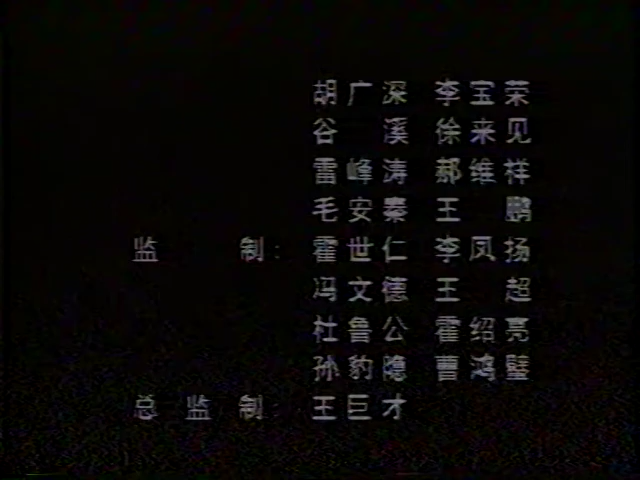 胡广深 李宝荣
谷溪 徐来见
雷峰涛 郝维祥
毛安秦 王鹏
监制: 霍世仁 李凤扬
冯文德 王超
杜鲁公 霍绍亮
孙豹隐 曹鸿璧
总监制: 王巨才